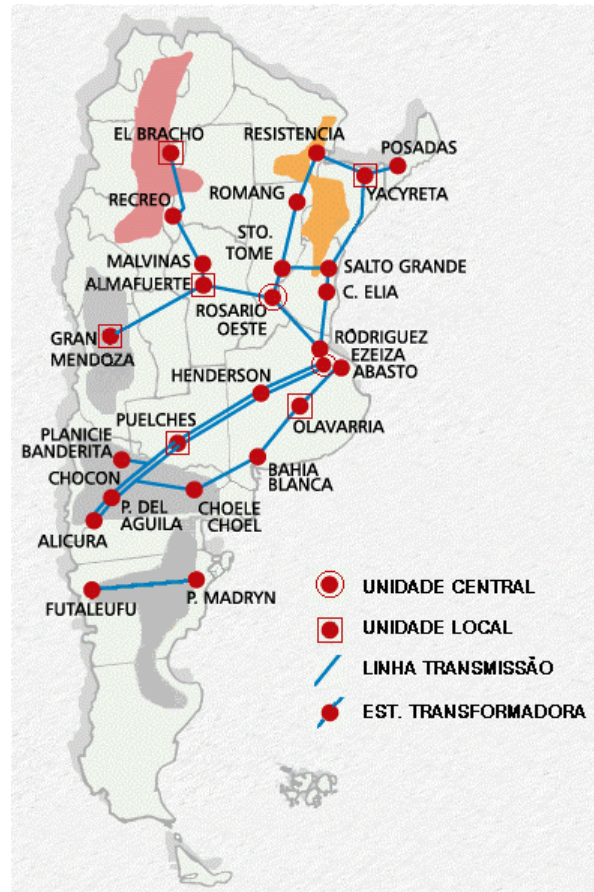 EL BRACHO
RESISTENCIA
POSADAS
RECREO
ROMANG
YACYRETA
STO.
TOME
MALVINAS
ALMAFUERTE
SALTO GRANDE
C. ELIA
ROSARIO
OESTE
GRAN
MENDOZA
RODRIGUEZ
EZEIZA
ABASTO
HENDERSON
PUELCHES
OLAVARRIA
PLANICIE
BANDERITA
CHOCON
BAHIA
BLANCA
P. DEL
AGUILA
CHOELE
CHOEL
ALICURA
FUTALEUFU
P. MADRYN
UNIDADE CENTRAL
UNIDADE LOCAL
LINHA TRANSMISSÃO
EST. TRANSFORMADORA